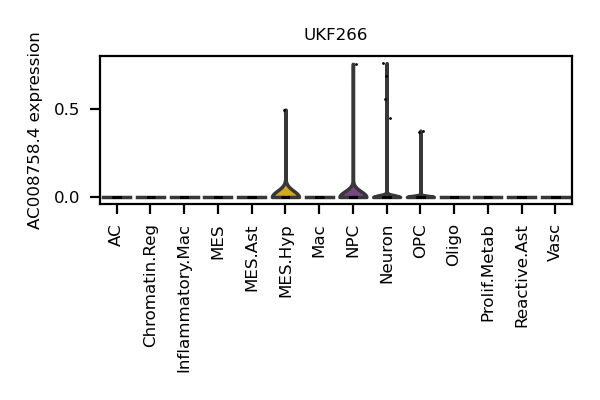 UKF266
AC008758.4 expression
0.5
0.0
AC
Chromatin.Reg
Inflammatory.Mac
MES
MES.Ast
MES.Hyp
Mac
NPC
Neuron
OPC
Oligo
Prolif.Metab
Reactive.Ast
Vasc